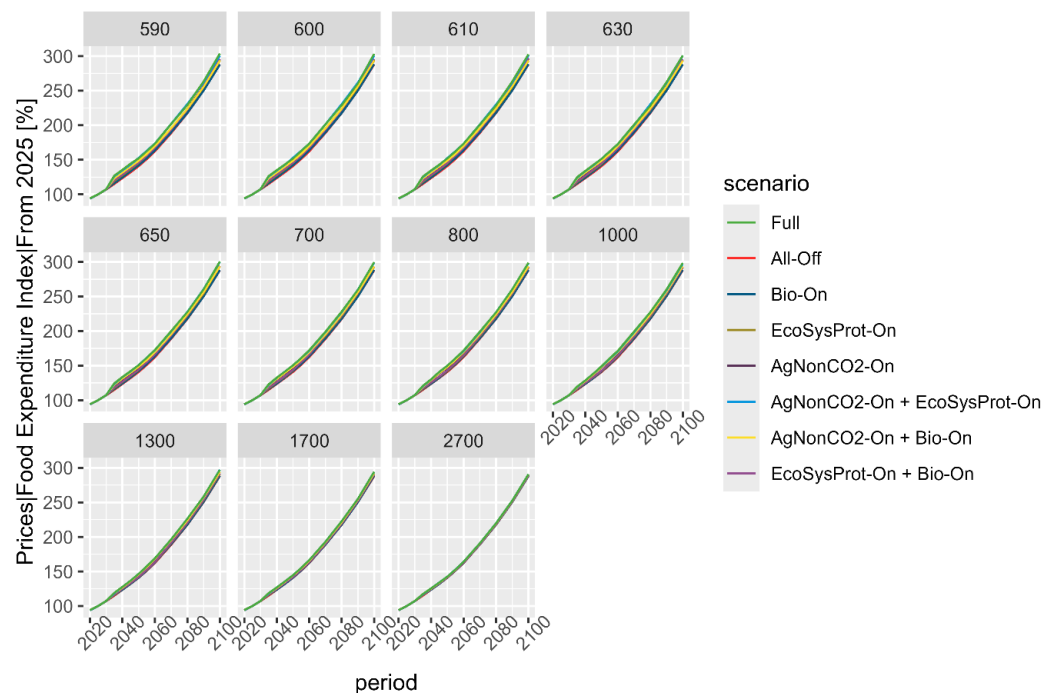 590 600 610 630
300
250
200
150
100
650 700 800 1000
300
250
200
150
100
2020 2040 2060 2080 2100
1300 1700 2700
300
250
200
150
100
2020 2040 2060 2080 2100 2020 2040 2060 2080 2100 2020 2040 2060 2080 2100
period
Prices|Food Expenditure Index|From 2025 [%]
scenario
Full
All-Off
Bio-On
EcoSysProt-On
AgNonCO2-On
AgNonCO2-On + EcoSysProt-On
AgNonCO2-On + Bio-On
EcoSysProt-On + Bio-On